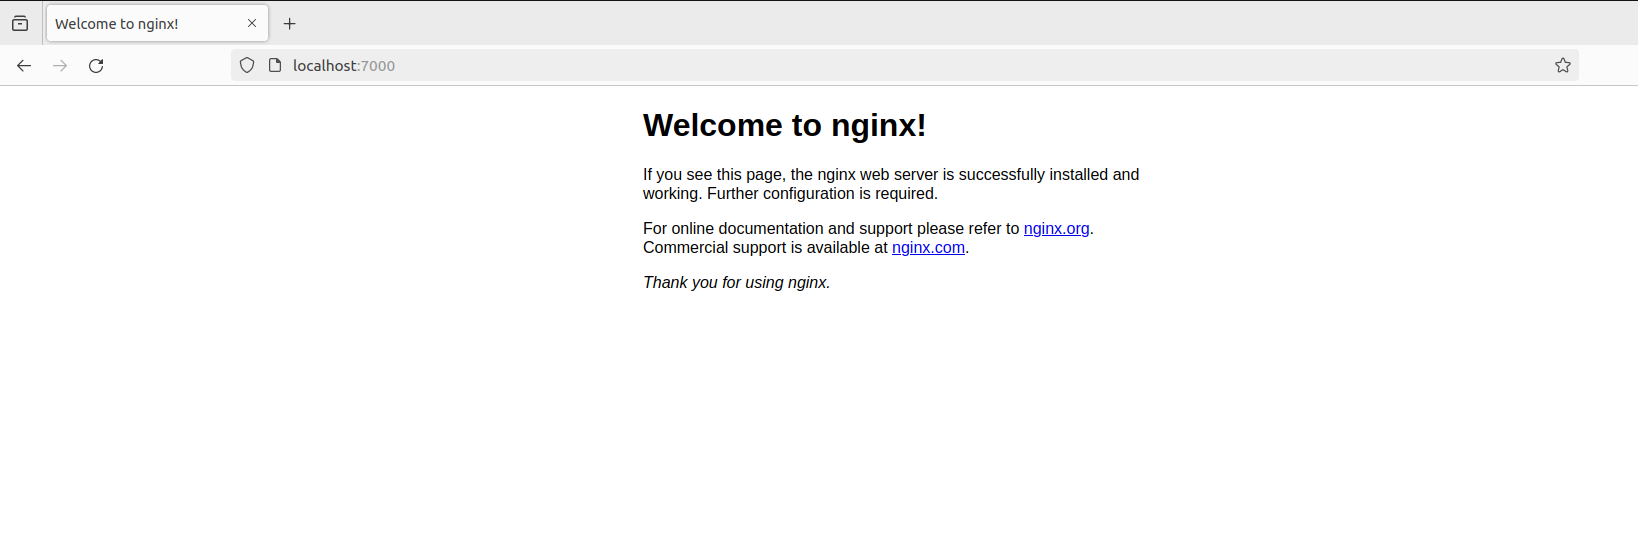 Welcome to nginx!
localhost:7000
Welcome to nginx!
If you see this page, the nginx web server is successfully installed and
working. Further configuration is required.
For online documentation and support please refer to nginx.org.
Commercial support is available at nginx.com.
Thank you for using nginx.